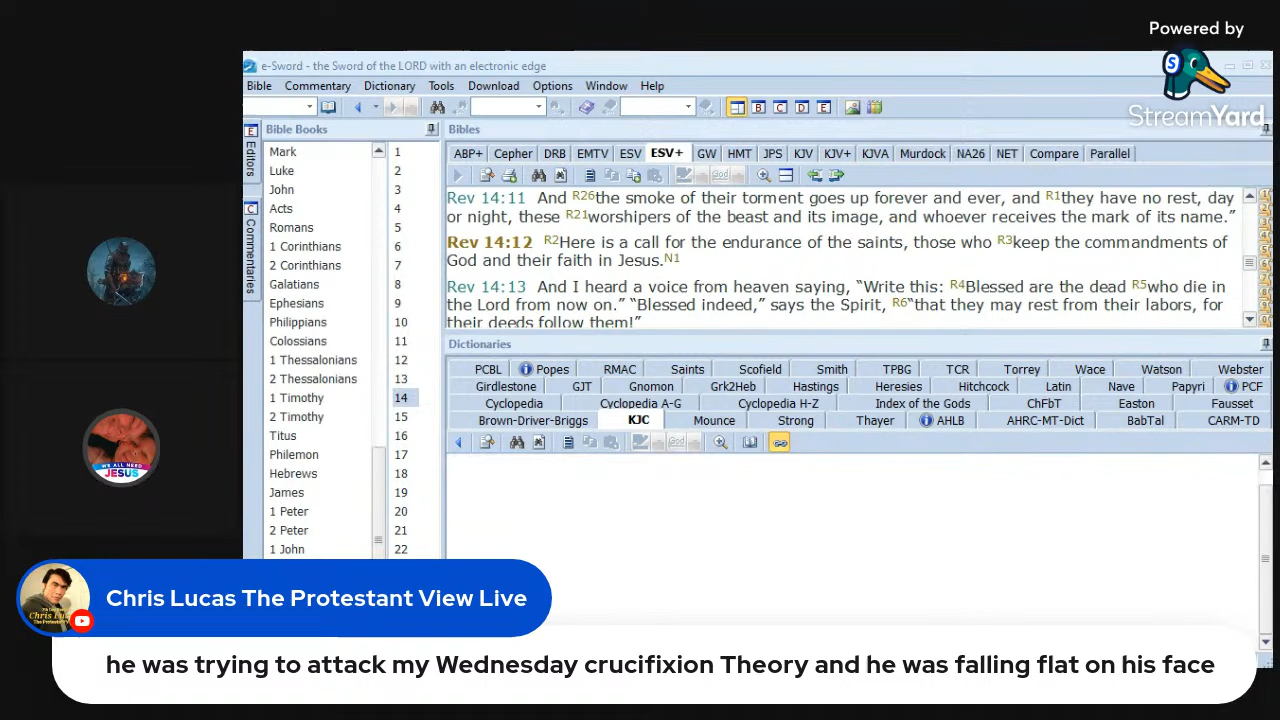 Powered by
StreamYard
e-Sword - the Sword of the LORD with an electronic edge
Bible Commentary Dictionary Tools Download Options Window Help
B C D E
E Editors
C Commentaries
Bible Books
Mark 1
Luke 2
John 3
Acts 4
Romans 5
1 Corinthians 6
2 Corinthians 7
Galatians 8
Ephesians 9
Philippians 10
Colossians 11
1 Thessalonians 12
2 Thessalonians 13
1 Timothy 14
2 Timothy 15
Titus 16
Philemon 17
Hebrews 18
James 19
1 Peter 20
2 Peter 21
1 John 22
Bibles
ABP+ Cepher DRB EMTV ESV ESV+ GW HMT JPS KJV KJV+ KJVA Murdock NA26 NET Compare Parallel
Rev 14:11 And R26the smoke of their torment goes up forever and ever, and R1they have no rest, day
or night, these R21worshipers of the beast and its image, and whoever receives the mark of its name.”
Rev 14:12 R2Here is a call for the endurance of the saints, those who R3keep the commandments of
God and their faith in Jesus.N1
Rev 14:13 And I heard a voice from heaven saying, “Write this: R4Blessed are the dead R5who die in
the Lord from now on.” “Blessed indeed,” says the Spirit, R6“that they may rest from their labors, for
their deeds follow them!”
Dictionaries
PCBL Popes RMAC Saints Scofield Smith TPBG TCR Torrey Wace Watson Webster
Girdlestone GJT Gnomon Grk2Heb Hastings Heresies Hitchcock Latin Nave Papyri PCF
Cyclopedia Cyclopedia A-G Cyclopedia H-Z Index of the Gods ChFbT Easton Fausset
Brown-Driver-Briggs KJC Mounce Strong Thayer AHLB AHRC-MT-Dict BabTal CARM-TD
WE ALL NEED
JESUS
Chris Lucas The Protestant View Live
he was trying to attack my Wednesday crucifixion Theory and he was falling flat on his face